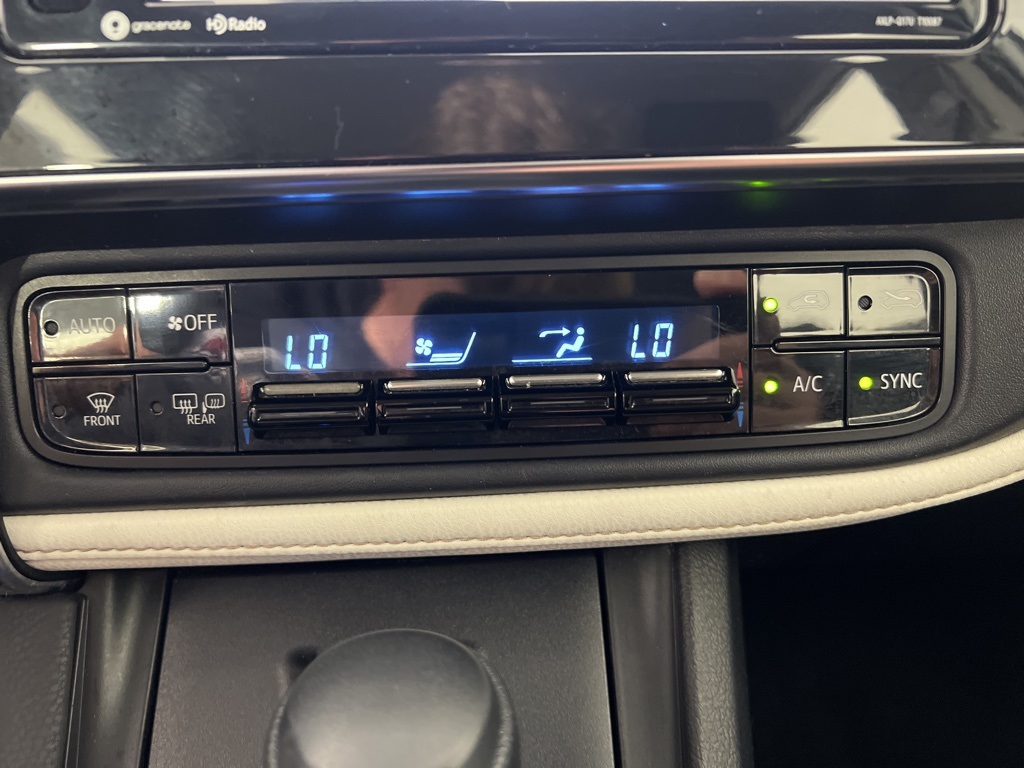 gracenote HD Radio
AUTO OFF
LO LO
A/C SYNC
FRONT REAR